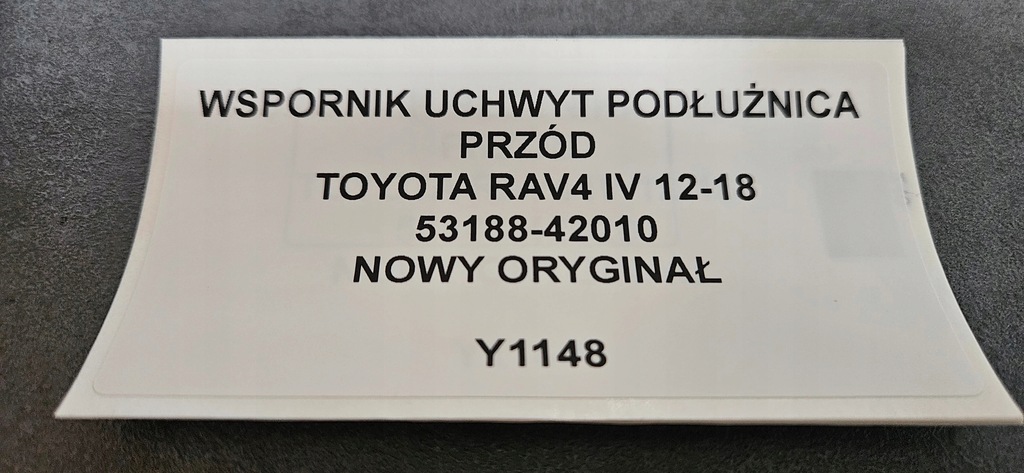 WSPORNIK UCHWYT PODŁUŻNICA
PRZÓD
TOYOTA RAV4 IV 12-18
53188-42010
NOWY ORYGINAŁ
Y1148